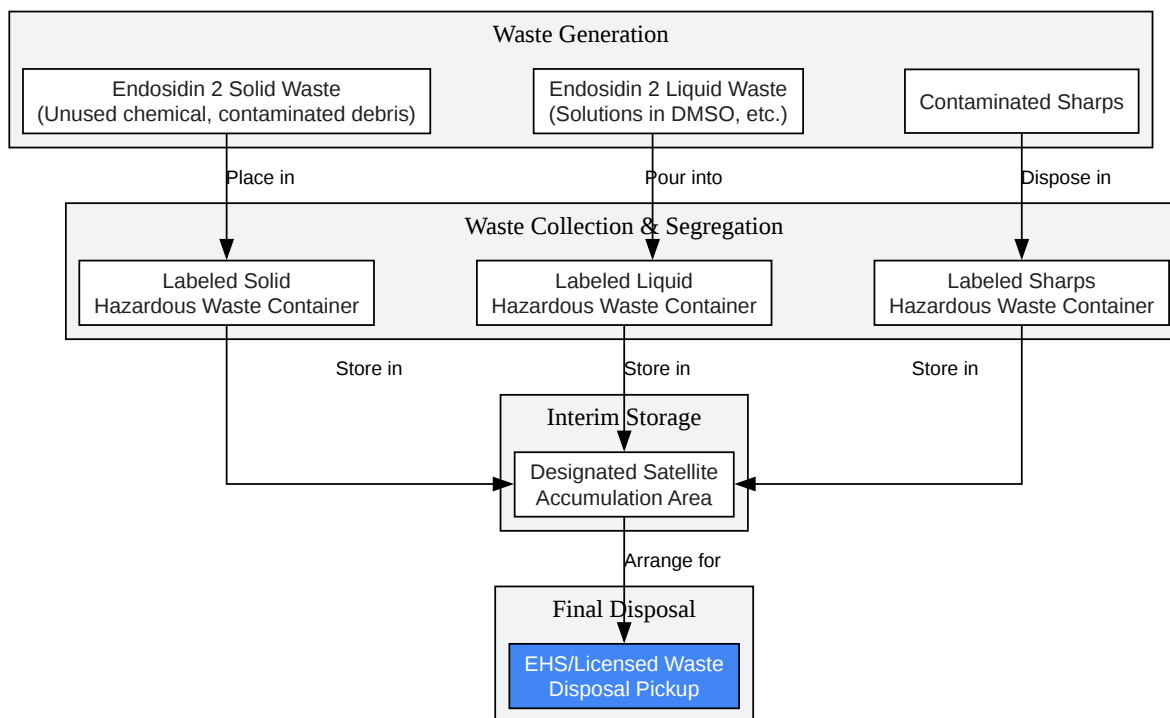 Waste Generation
Endosidin 2 Solid Waste
(Unused chemical, contaminated debris)
Endosidin 2 Liquid Waste
(Solutions in DMSO, etc.)
Contaminated Sharps
Place in
Pour into
Dispose in
Waste Collection & Segregation
Labeled Solid
Hazardous Waste Container
Labeled Liquid
Hazardous Waste Container
Labeled Sharps
Hazardous Waste Container
Store in
Store in
Store in
Interim Storage
Designated Satellite
Accumulation Area
Arrange for
Final Disposal
EHS/Licensed Waste
Disposal Pickup